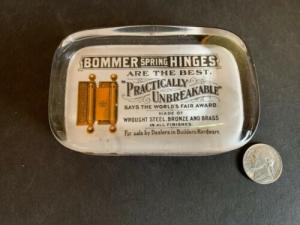 BOMMER SPRING HINGES
ARE THE BEST.
"PRACTICALLY
UNBREAKABLE"
SAYS THE WORLD'S FAIR AWARD
MADE OF
WROUGHT STEEL, BRONZE AND BRASS
IN ALL FINISHES.
For sale by Dealers in Builders Hardware.